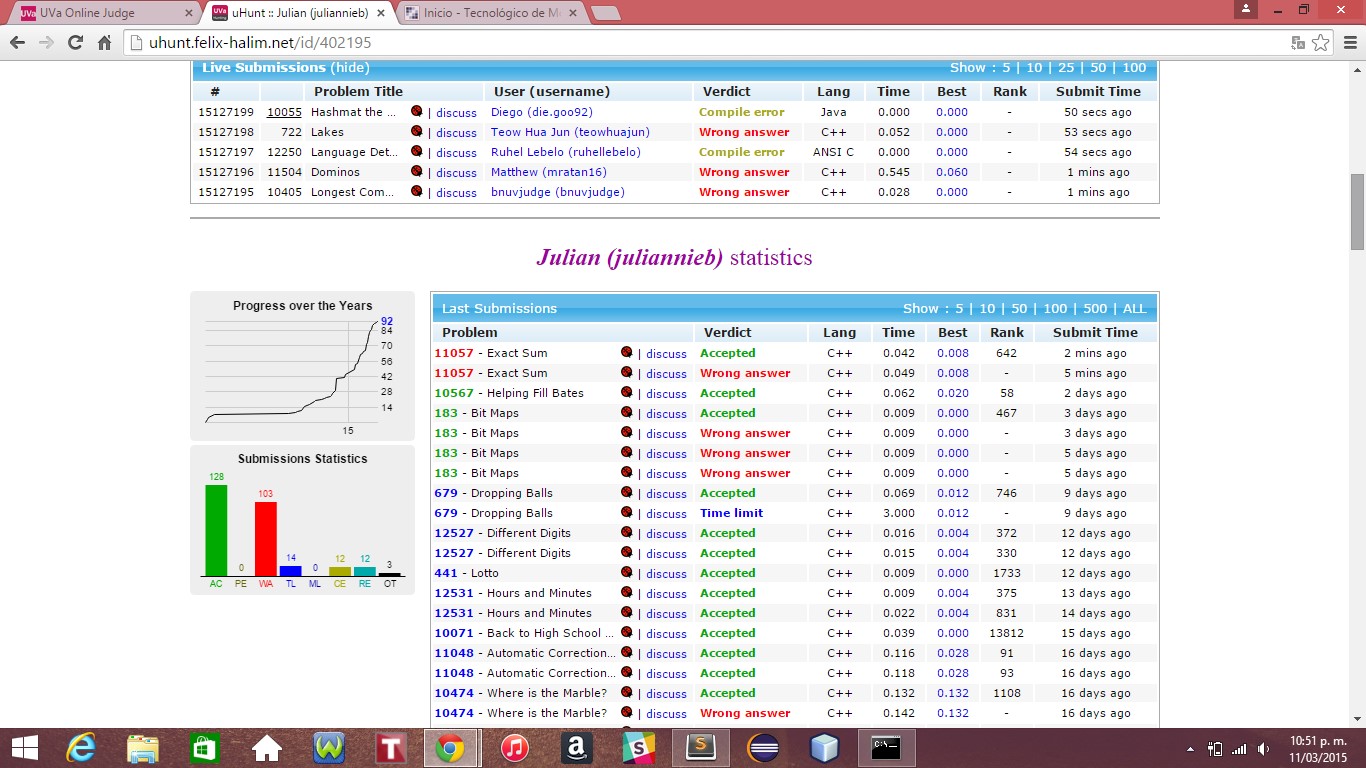 UVa Online Judge
uHunt :: Julian (juliannieb)
Inicio - Tecnológico de M
uhunt.felix-halim.net/id/402195
Live Submissions (hide) Show : 5 | 10 | 25 | 50 | 100
# Problem Title User (username) Verdict Lang Time Best Rank Submit Time
15127199 10055 Hashmat the ... | discuss Diego (die.goo92) Compile error Java 0.000 0.000 - 50 secs ago
15127198 722 Lakes | discuss Teow Hua Jun (teowhuajun) Wrong answer C++ 0.052 0.000 - 53 secs ago
15127197 12250 Language Det... | discuss Ruhel Lebelo (ruhellebelo) Compile error ANSI C 0.000 0.000 - 54 secs ago
15127196 11504 Dominos | discuss Matthew (mratan16) Wrong answer C++ 0.545 0.060 - 1 mins ago
15127195 10405 Longest Com... | discuss bnuvjudge (bnuvjudge) Wrong answer C++ 0.028 0.000 - 1 mins ago
Julian (juliannieb) statistics
Progress over the Years
92
84
70
56
42
28
14
15
Submissions Statistics
128 0 103 14 0 12 12 3
AC PE WA TL ML CE RE OT
Last Submissions Show : 5 | 10 | 50 | 100 | 500 | ALL
Problem Verdict Lang Time Best Rank Submit Time
11057 - Exact Sum | discuss Accepted C++ 0.042 0.008 642 2 mins ago
11057 - Exact Sum | discuss Wrong answer C++ 0.049 0.008 - 5 mins ago
10567 - Helping Fill Bates | discuss Accepted C++ 0.062 0.020 58 2 days ago
183 - Bit Maps | discuss Accepted C++ 0.009 0.000 467 3 days ago
183 - Bit Maps | discuss Wrong answer C++ 0.009 0.000 - 3 days ago
183 - Bit Maps | discuss Wrong answer C++ 0.009 0.000 - 5 days ago
183 - Bit Maps | discuss Wrong answer C++ 0.009 0.000 - 5 days ago
679 - Dropping Balls | discuss Accepted C++ 0.069 0.012 746 9 days ago
679 - Dropping Balls | discuss Time limit C++ 3.000 0.012 - 9 days ago
12527 - Different Digits | discuss Accepted C++ 0.016 0.004 372 12 days ago
12527 - Different Digits | discuss Accepted C++ 0.015 0.004 330 12 days ago
441 - Lotto | discuss Accepted C++ 0.009 0.000 1733 12 days ago
12531 - Hours and Minutes | discuss Accepted C++ 0.009 0.004 375 13 days ago
12531 - Hours and Minutes | discuss Accepted C++ 0.022 0.004 831 14 days ago
10071 - Back to High School ... | discuss Accepted C++ 0.039 0.000 13812 15 days ago
11048 - Automatic Correction... | discuss Accepted C++ 0.116 0.028 91 16 days ago
11048 - Automatic Correction... | discuss Accepted C++ 0.118 0.028 93 16 days ago
10474 - Where is the Marble? | discuss Accepted C++ 0.132 0.132 1108 16 days ago
10474 - Where is the Marble? | discuss Wrong answer C++ 0.142 0.132 - 16 days ago
10:51 p. m.
11/03/2015